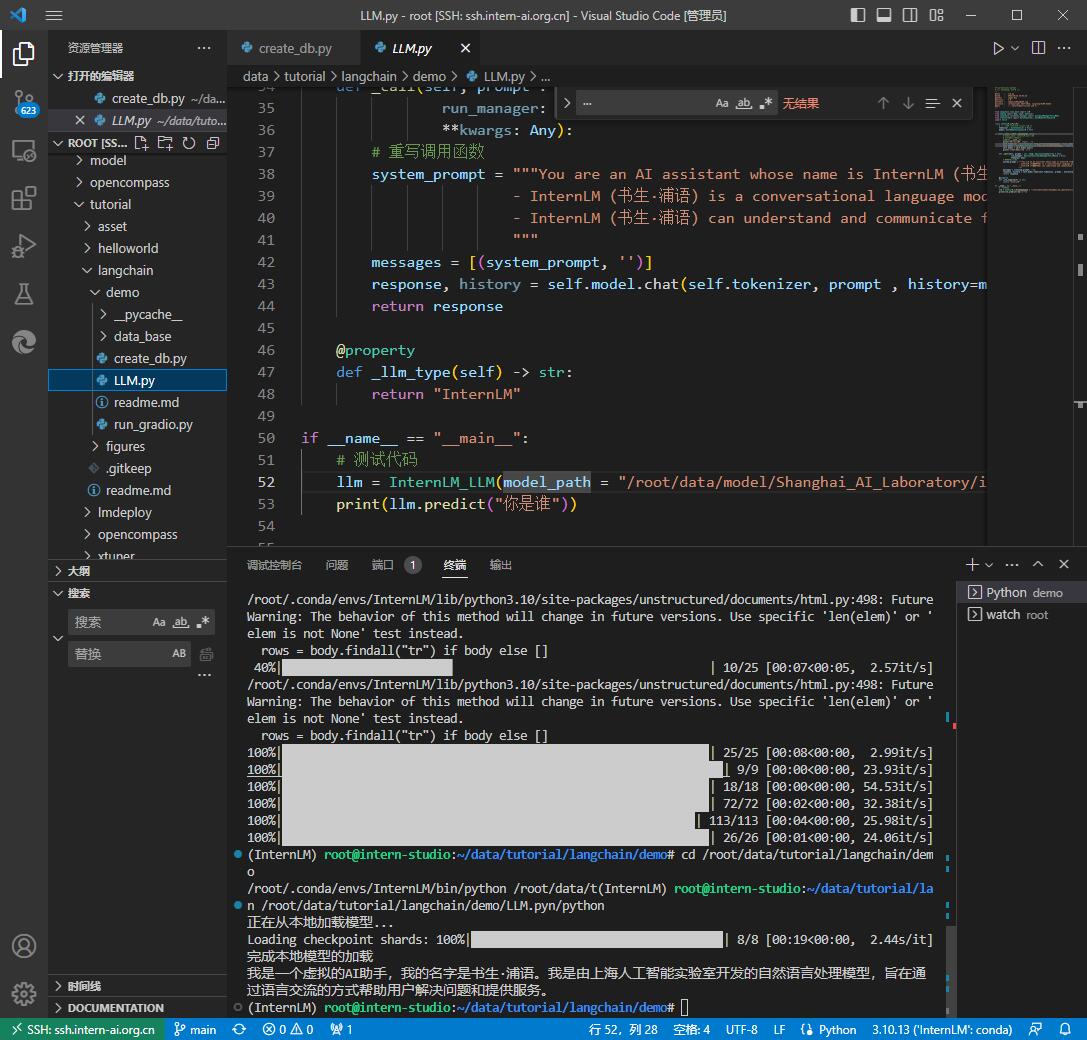 LLM.py - root [SSH: ssh.intern-ai.org.cn] - Visual Studio Code [管理员]
资源管理器
打开的编辑器
create_db.py ~/da...
LLM.py ~/data/tuto...
ROOT [SS...
model
opencompass
tutorial
asset
helloworld
langchain
demo
__pycache__
data_base
create_db.py
LLM.py
readme.md
run_gradio.py
figures
.gitkeep
readme.md
lmdeploy
opencompass
xtuner
大纲
搜索
搜索 Aa ab .*
替换 AB
时间线
DOCUMENTATION
623
create_db.py
LLM.py
data > tutorial > langchain > demo > LLM.py > ...
... Aa ab .* 无结果
34 def _call(self, prompt
35 run_manager:
36 **kwargs: Any):
37 # 重写调用函数
38 system_prompt = """You are an AI assistant whose name is InternLM (书生
39 - InternLM (书生·浦语) is a conversational language mod
40 - InternLM (书生·浦语) can understand and communicate f
41 """
42 messages = [(system_prompt, '')]
43 response, history = self.model.chat(self.tokenizer, prompt , history=m
44 return response
45
46 @property
47 def _llm_type(self) -> str:
48 return "InternLM"
49
50 if __name__ == "__main__":
51 # 测试代码
52 llm = InternLM_LLM(model_path = "/root/data/model/Shanghai_AI_Laboratory/i
53 print(llm.predict("你是谁"))
54
55
调试控制台 问题 端口 1 终端 输出
Python demo
watch root
/root/.conda/envs/InternLM/lib/python3.10/site-packages/unstructured/documents/html.py:498: Future
Warning: The behavior of this method will change in future versions. Use specific 'len(elem)' or '
elem is not None' test instead.
rows = body.findall("tr") if body else []
40%| | 10/25 [00:07<00:05, 2.57it/s]
/root/.conda/envs/InternLM/lib/python3.10/site-packages/unstructured/documents/html.py:498: Future
Warning: The behavior of this method will change in future versions. Use specific 'len(elem)' or '
elem is not None' test instead.
rows = body.findall("tr") if body else []
100%| | 25/25 [00:08<00:00, 2.99it/s]
100%| | 9/9 [00:00<00:00, 23.93it/s]
100%| | 18/18 [00:00<00:00, 54.53it/s]
100%| | 72/72 [00:02<00:00, 32.38it/s]
100%| | 113/113 [00:04<00:00, 25.98it/s]
100%| | 26/26 [00:01<00:00, 24.06it/s]
(InternLM) root@intern-studio:~/data/tutorial/langchain/demo# cd /root/data/tutorial/langchain/dem
o
/root/.conda/envs/InternLM/bin/python /root/data/t(InternLM) root@intern-studio:~/data/tutorial/la
n /root/data/tutorial/langchain/demo/LLM.pyn/python
正在从本地加载模型...
Loading checkpoint shards: 100%| | 8/8 [00:19<00:00, 2.44s/it]
完成本地模型的加载
我是一个虚拟的AI助手，我的名字是书生·浦语。我是由上海人工智能实验室开发的自然语言处理模型，旨在通
过语言交流的方式帮助用户解决问题和提供服务。
(InternLM) root@intern-studio:~/data/tutorial/langchain/demo#
SSH: ssh.intern-ai.org.cn main 0 0 1 行 52，列 28 空格: 4 UTF-8 LF Python 3.10.13 ('InternLM': conda)